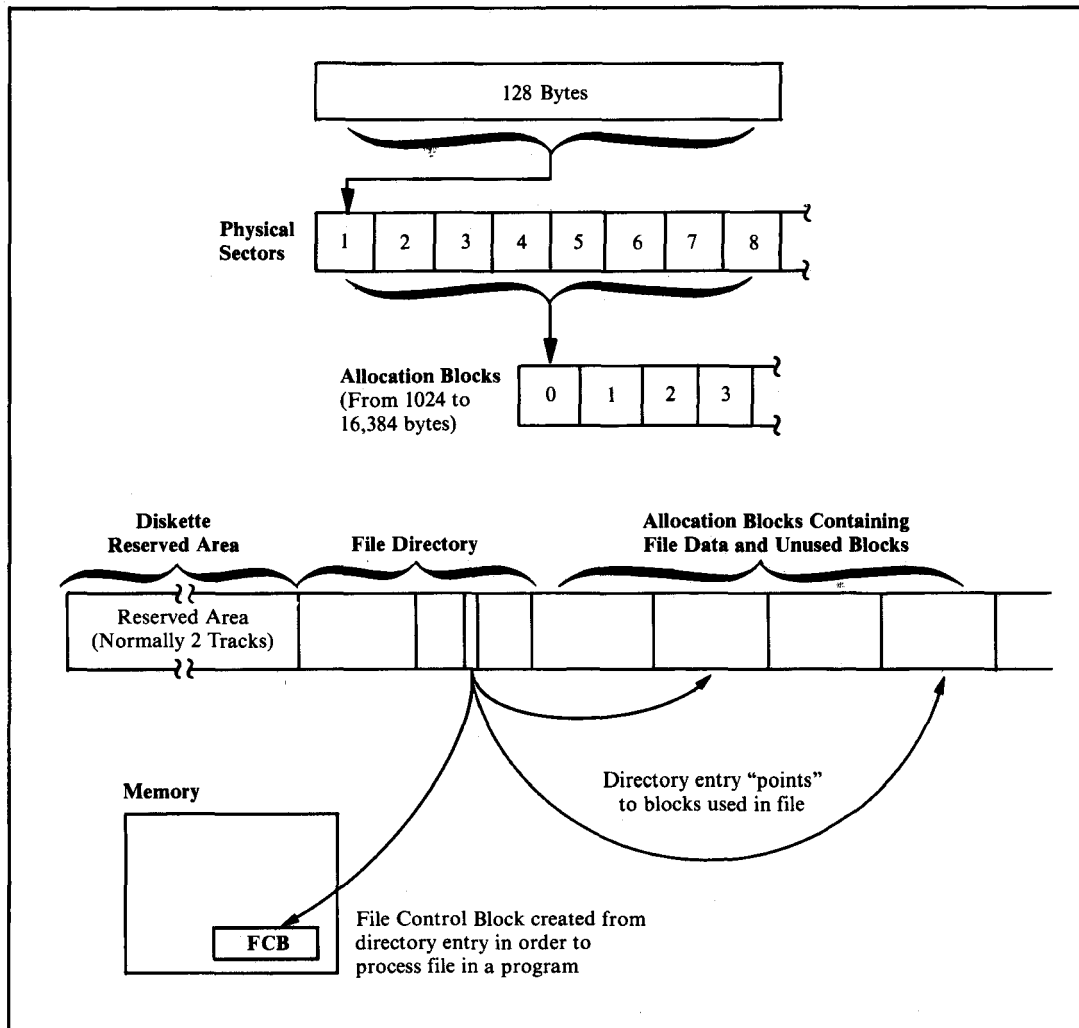 128 Bytes
Physical
Sectors
1 2 3 4 5 6 7 8
Allocation Blocks
(From 1024 to
16,384 bytes)
0 1 2 3
Diskette
Reserved Area
File Directory
Allocation Blocks Containing
File Data and Unused Blocks
Reserved Area
(Normally 2 Tracks)
Directory entry “points”
to blocks used in file
Memory
FCB
File Control Block created from
directory entry in order to
process file in a program